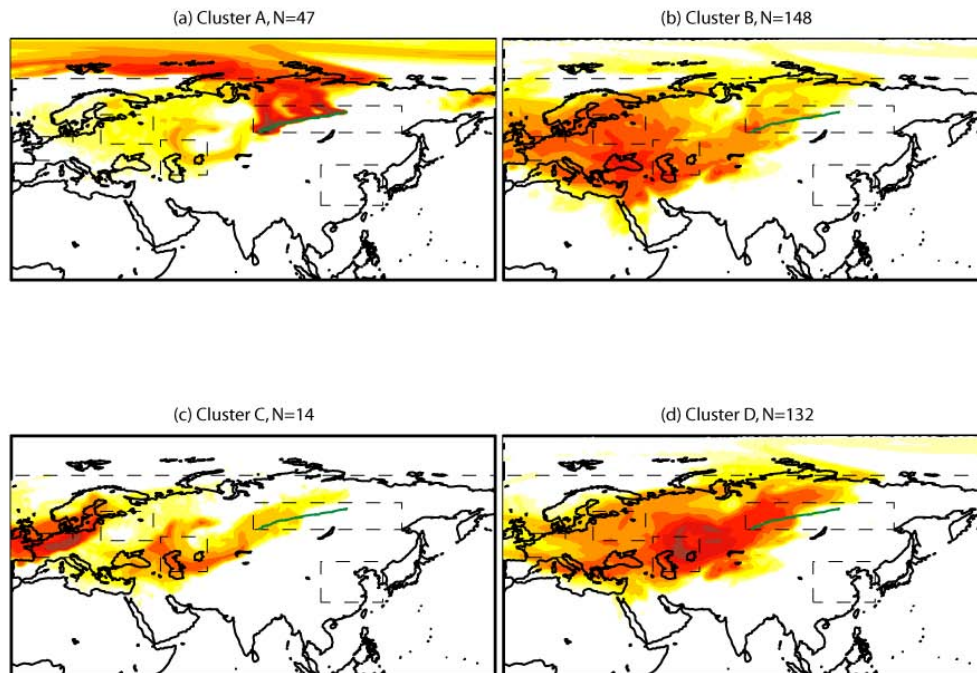 (a) Cluster A, N=47
(b) Cluster B, N=148
(c) Cluster C, N=14
(d) Cluster D, N=132